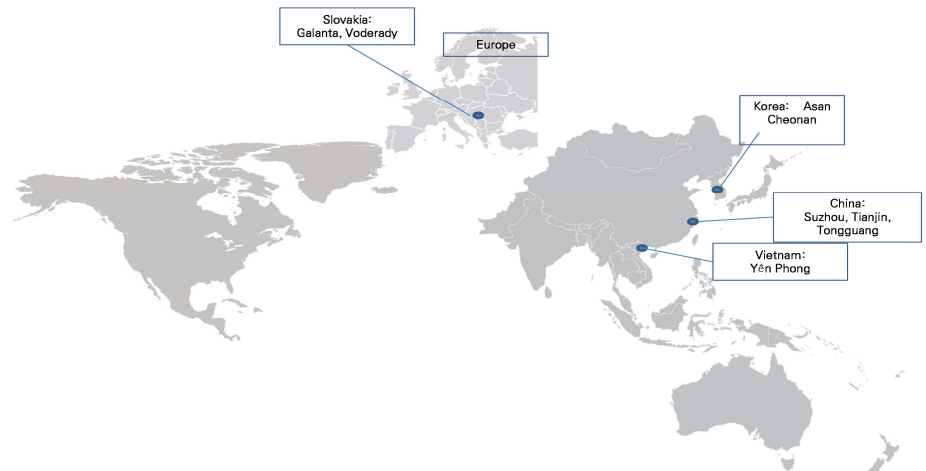 Slovakia:
Galanta, Voderady
Europe
Korea: Asan
Cheonan
China:
Suzhou, Tianjin,
Tongguang
Vietnam:
Yên Phong